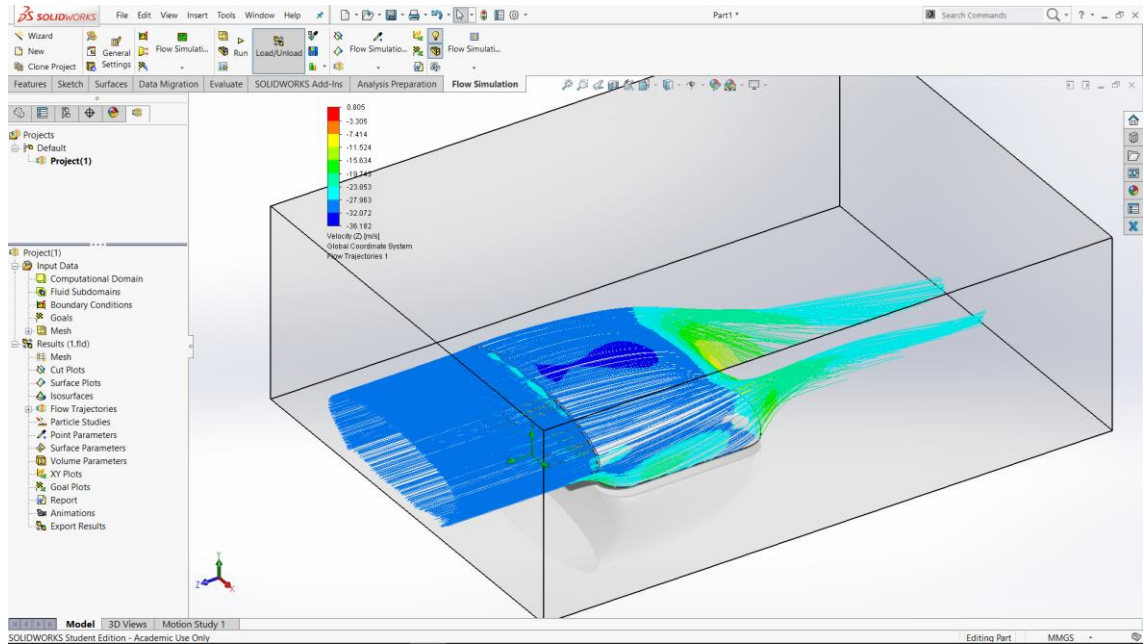 SOLIDWORKS File Edit View Insert Tools Window Help Part1 * Search Commands
Wizard
New
Clone Project
General Settings
Flow Simulati...
Run
Load/Unload
Flow Simulatio...
Flow Simulati...
Features Sketch Surfaces Data Migration Evaluate SOLIDWORKS Add-Ins Analysis Preparation Flow Simulation
Projects
Default
Project(1)
Project(1)
Input Data
Computational Domain
Fluid Subdomains
Boundary Conditions
Goals
Mesh
Results (1.fld)
Mesh
Cut Plots
Surface Plots
Isosurfaces
Flow Trajectories
Particle Studies
Point Parameters
Surface Parameters
Volume Parameters
XY Plots
Goal Plots
Report
Animations
Export Results
0.805
-3.305
-7.414
-11.524
-15.634
-19.743
-23.853
-27.963
-32.072
-36.182
Velocity (Z) [m/s]
Global Coordinate System
Flow Trajectories 1
Y
Z
X
Model 3D Views Motion Study 1
SOLIDWORKS Student Edition - Academic Use Only Editing Part MMGS